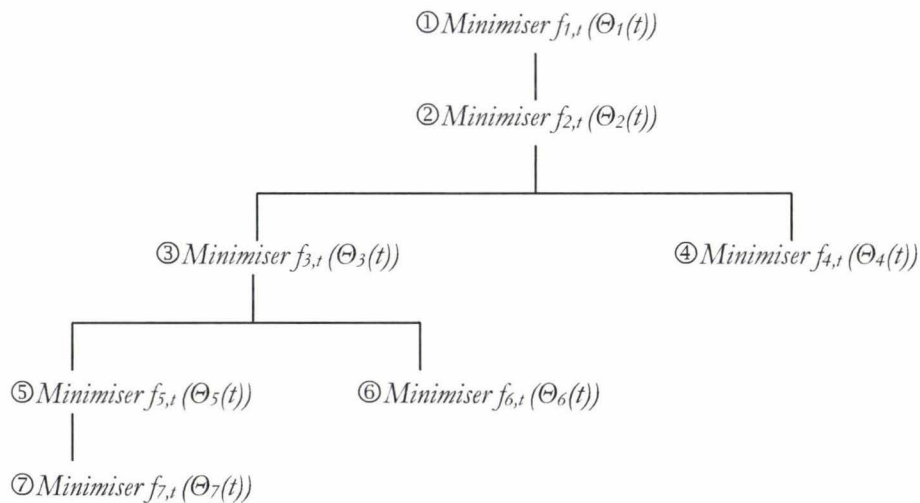 ①Minimiser f1,t (Θ1(t))
②Minimiser f2,t (Θ2(t))
③Minimiser f3,t (Θ3(t)) ④Minimiser f4,t (Θ4(t))
⑤Minimiser f5,t (Θ5(t)) ⑥Minimiser f6,t (Θ6(t))
⑦Minimiser f7,t (Θ7(t))